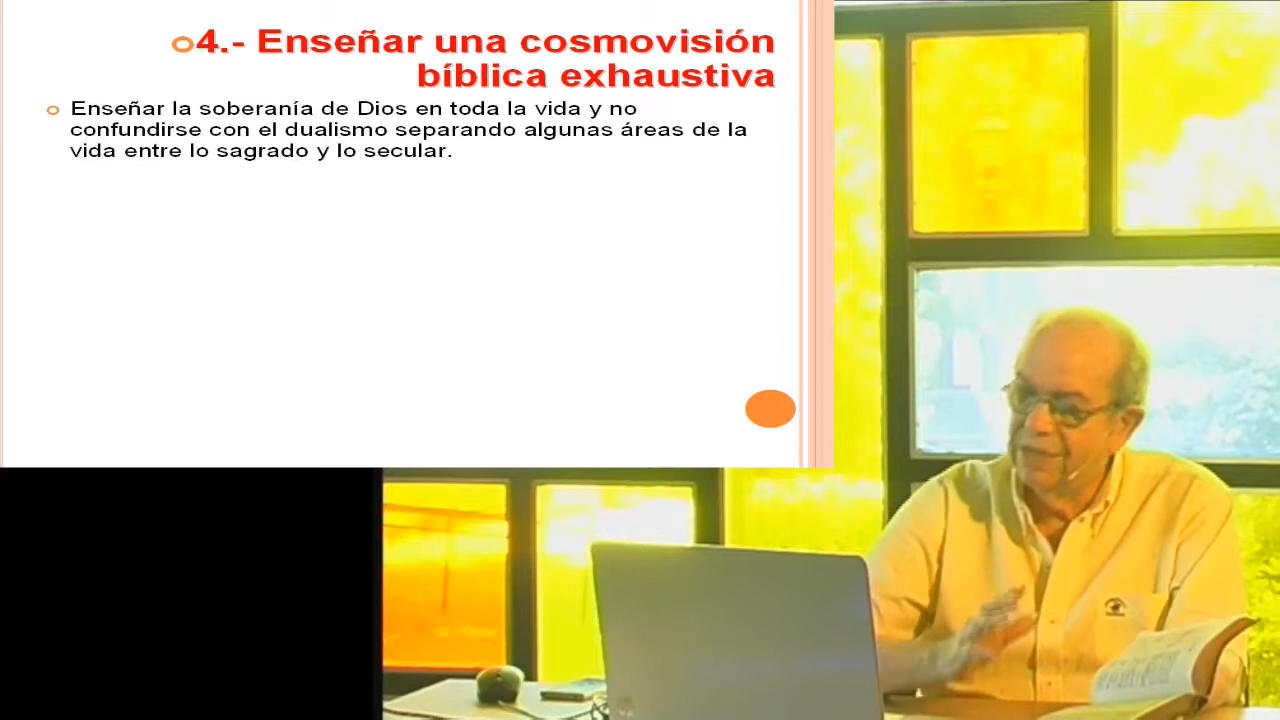 4.- Enseñar una cosmovisión
bíblica exhaustiva
Enseñar la soberanía de Dios en toda la vida y no
confundirse con el dualismo separando algunas áreas de la
vida entre lo sagrado y lo secular.